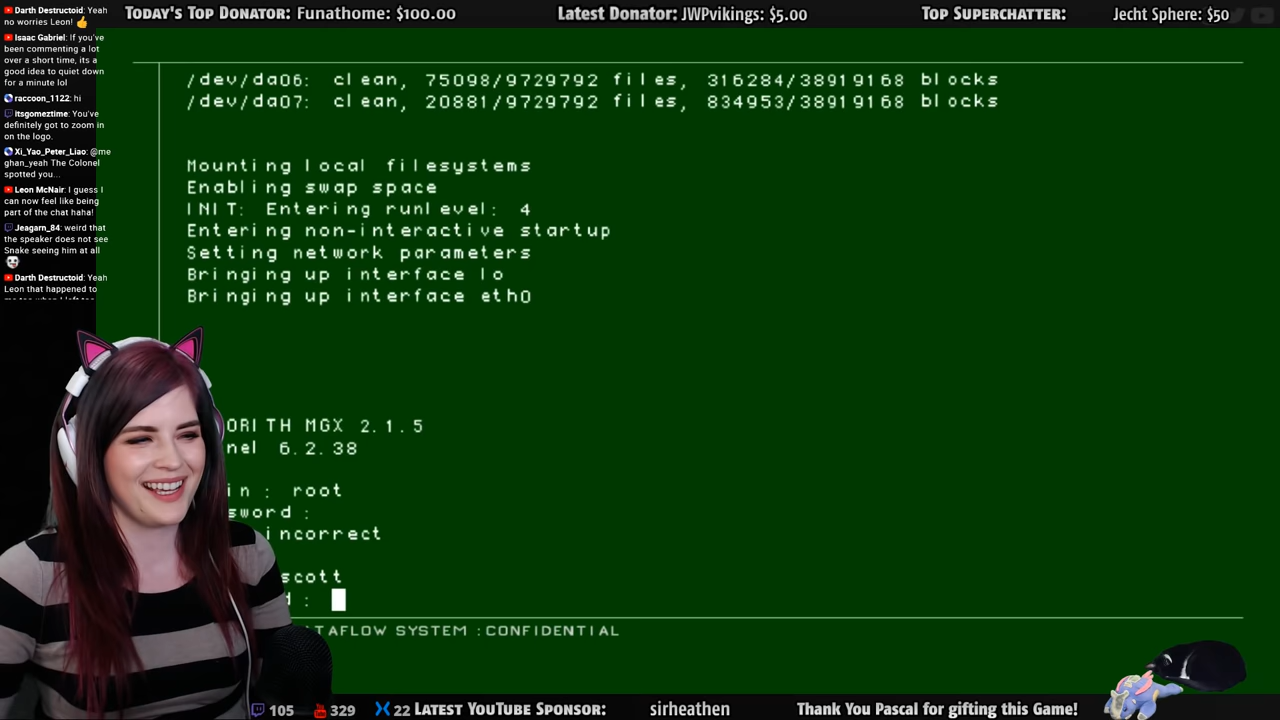 TODAY'S TOP DONATOR: Funathome: $100.00
LATEST DONATOR: JWPvikings: $5.00
TOP SUPERCHATTER: Jecht Sphere: $50
Darth Destructoid: Yeah
no worries Leon! 👍
Isaac Gabriel: If you've
been commenting a lot
over a short time, its a
good idea to quiet down
for a minute lol
raccoon_1122: hi
Itsgomeztime: You've
definitely got to zoom in
on the logo.
Xi_Yao_Peter_Liao: @me
ghan_yeah The Colonel
spotted you...
Leon McNair: I guess I
can now feel like being
part of the chat haha!
Jeagarn_84: weird that
the speaker does not see
Snake seeing him at all
Darth Destructoid: Yeah
Leon that happened to
/dev/da06: clean, 75098/9729792 files, 316284/38919168 blocks
/dev/da07: clean, 20881/9729792 files, 834953/38919168 blocks
Mounting local filesystems
Enabling swap space
INIT: Entering runlevel: 4
Entering non-interactive startup
Setting network parameters
Bringing up interface lo
Bringing up interface eth0
ORITH MGX 2.1.5
nel 6.2.38
in : root
sword :
incorrect
scott
d :
TAFLOW SYSTEM :CONFIDENTIAL
105 329 22 LATEST YOUTUBE SPONSOR: sirheathen
Thank You Pascal for gifting this Game!